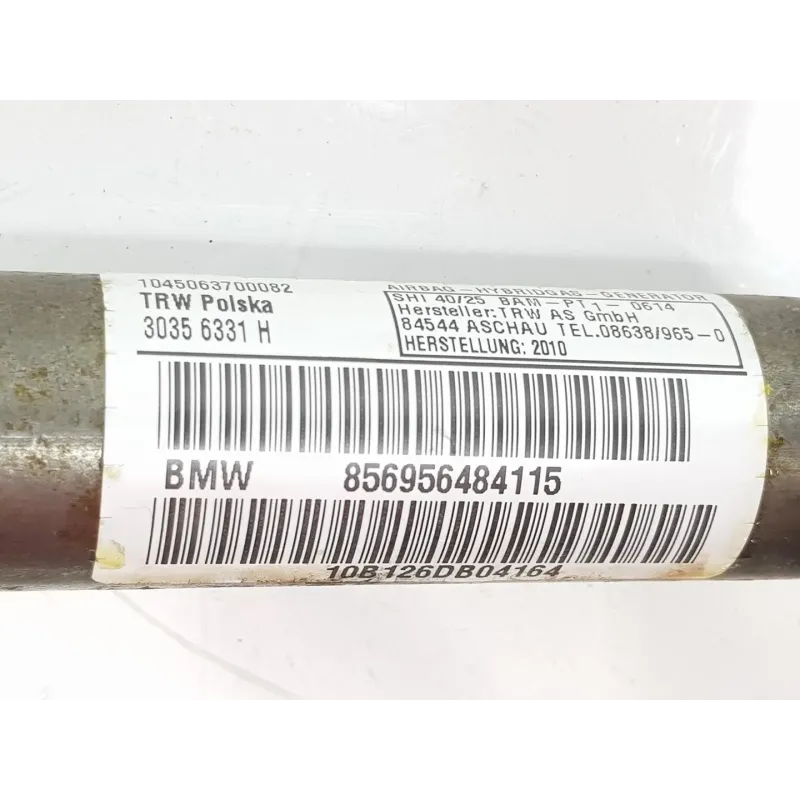 1045063700082
TRW Polska
3035 6331 H
AIRBAG-HYBRIDGAS-GENERATOR
SHI 40/25 BAM-PT1-0614
Hersteller:TRW AS GmbH
84544 ASCHAU TEL.08638/965-0
HERSTELLUNG: 2010
BMW 856956484115
10B126DB04164